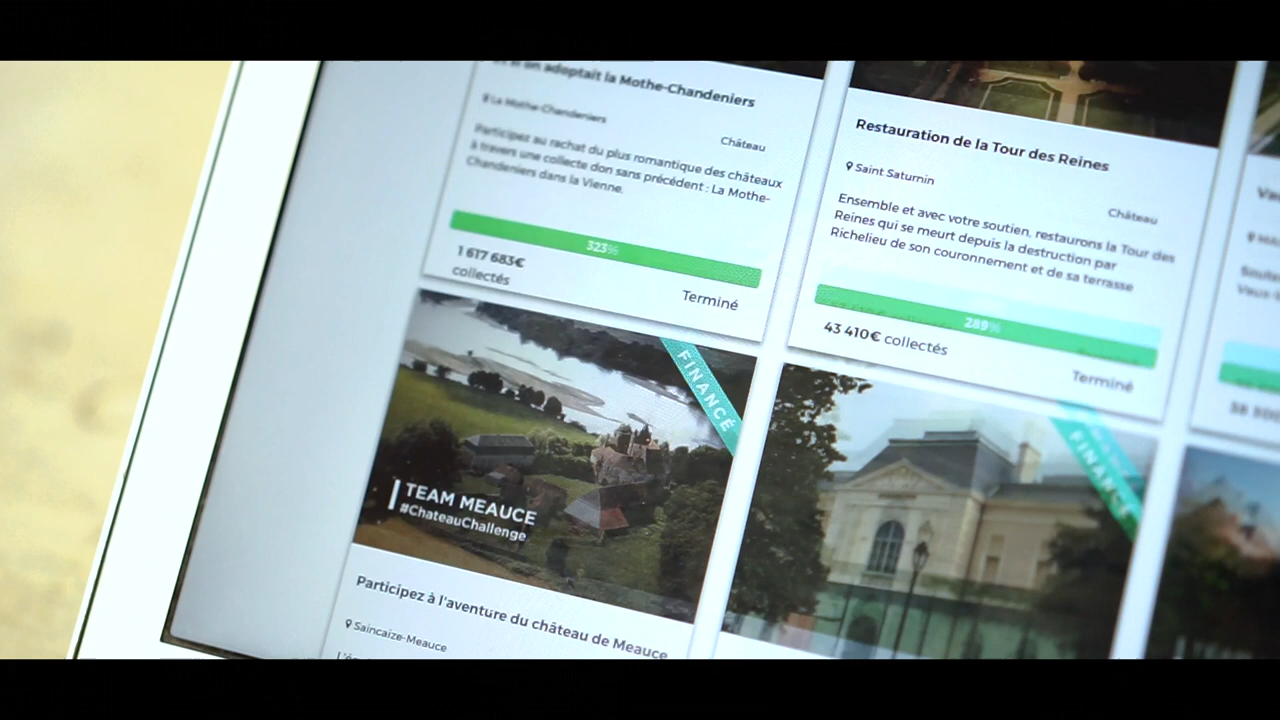 adoptait la Mothe-Chandeniers
La Mothe-Chandeniers
Château
Participez au rachat du plus romantique des châteaux
à travers une collecte don sans précédent : La Mothe-
Chandeniers dans la Vienne.
323%
1 617 683€
collectés
Terminé
Restauration de la Tour des Reines
Saint Saturnin
Château
Ensemble et avec votre soutien, restaurons la Tour des
Reines qui se meurt depuis la destruction par
Richelieu de son couronnement et de sa terrasse
289%
43 410€ collectés
Terminé
FINANCÉ
TEAM MEAUCE
#ChateauChallenge
Participez à l'aventure du château de Meauce
Saincaize-Meauce
FINANCÉ